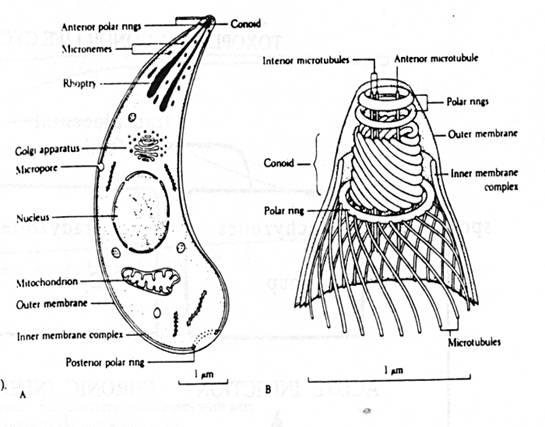 Anterior polar rings
Conoid
Micronemes
Rhoptry
Golgi apparatus
Micropore
Nucleus
Mitochondrion
Outer membrane
Inner membrane complex
Posterior polar ring
1 μm
).
A
Interior microtubules
Anterior microtubule
Polar rings
Outer membrane
Conoid
Inner membrane
complex
Polar ring
Microtubules
1 μm
B